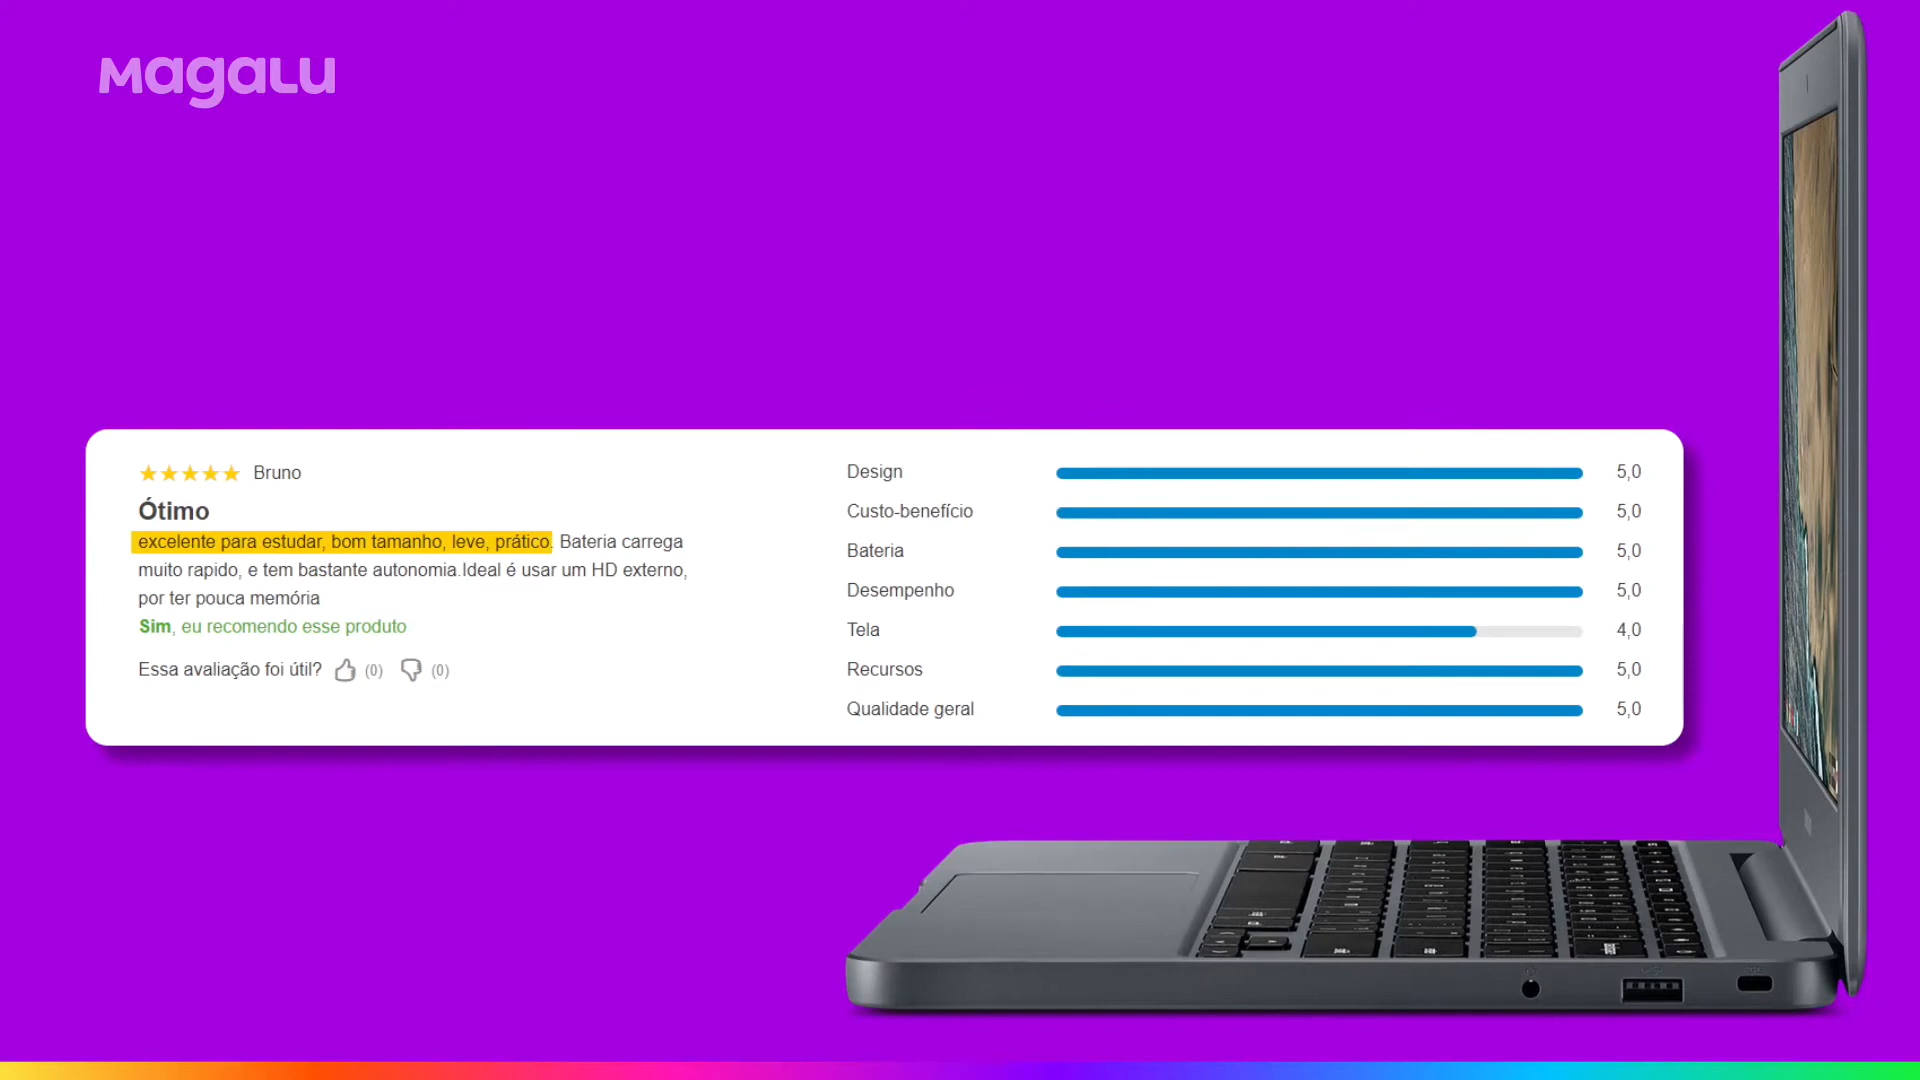 MagaLu
Bruno
Ótimo
excelente para estudar, bom tamanho, leve, prático. Bateria carrega
muito rapido, e tem bastante autonomia.Ideal é usar um HD externo,
por ter pouca memória
Sim, eu recomendo esse produto
Essa avaliação foi útil? (0) (0)
Design 5,0
Custo-benefício 5,0
Bateria 5,0
Desempenho 5,0
Tela 4,0
Recursos 5,0
Qualidade geral 5,0